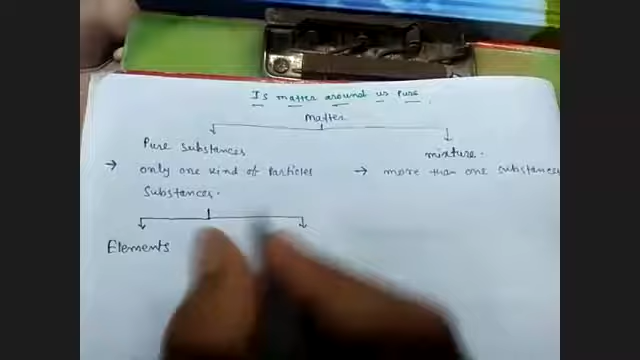 Is matter around us Pure.
Matter
Pure substances
mixture.
→ only one kind of Particles
→ more than one substances
Substances.
Elements